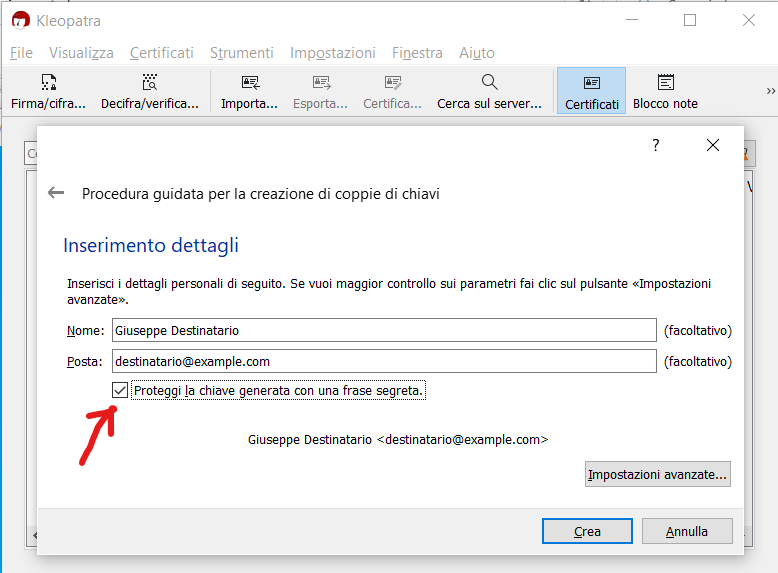 Kleopatra
File Visualizza Certificati Strumenti Impostazioni Finestra Aiuto
Firma/cifra... Decifra/verifica... Importa... Esporta... Certifica... Cerca sul server... Certificati Blocco note
Procedura guidata per la creazione di coppie di chiavi
Inserimento dettagli
Inserisci i dettagli personali di seguito. Se vuoi maggior controllo sui parametri fai clic sul pulsante «Impostazioni
avanzate».
Nome: Giuseppe Destinatario (facoltativo)
Posta: destinatario@example.com (facoltativo)
Proteggi la chiave generata con una frase segreta.
Giuseppe Destinatario <destinatario@example.com>
Impostazioni avanzate...
Crea Annulla